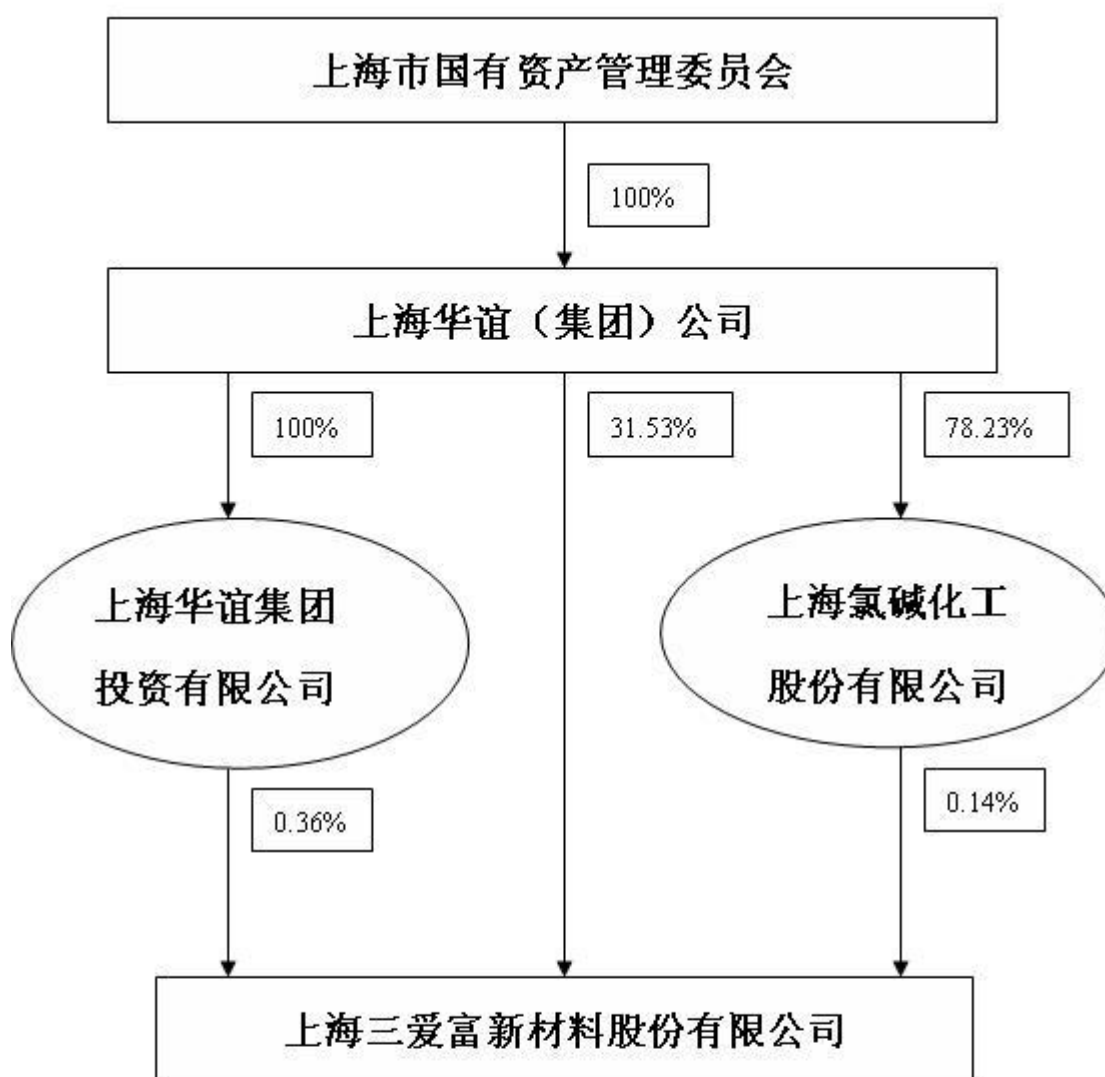 上海市国有资产管理委员会
100%
上海华谊（集团）公司
100%
31.53%
78.23%
上海华谊集团
投资有限公司
上海氯碱化工
股份有限公司
0.36%
0.14%
上海三爱富新材料股份有限公司